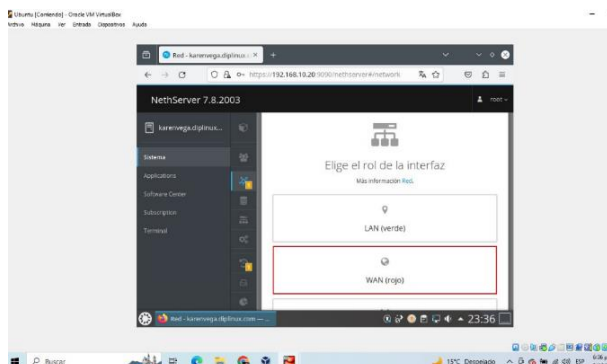 Ubuntu [Corriendo] - Oracle VM VirtualBox
Archivo Máquina Ver Entrada Dispositivos Ayuda
Red - karenvega.diplinux.c
https://192.168.10.20:9090/nethserver#/network
NethServer 7.8.2003
root
karenvega.diplinux...
Sistema
Applications
Software Center
Subscription
Terminal
Elige el rol de la interfaz
Más información Red.
LAN (verde)
WAN (rojo)
Red - karenvega.diplinux.com — ...
23:36
Buscar
15°C Despejado
ESP